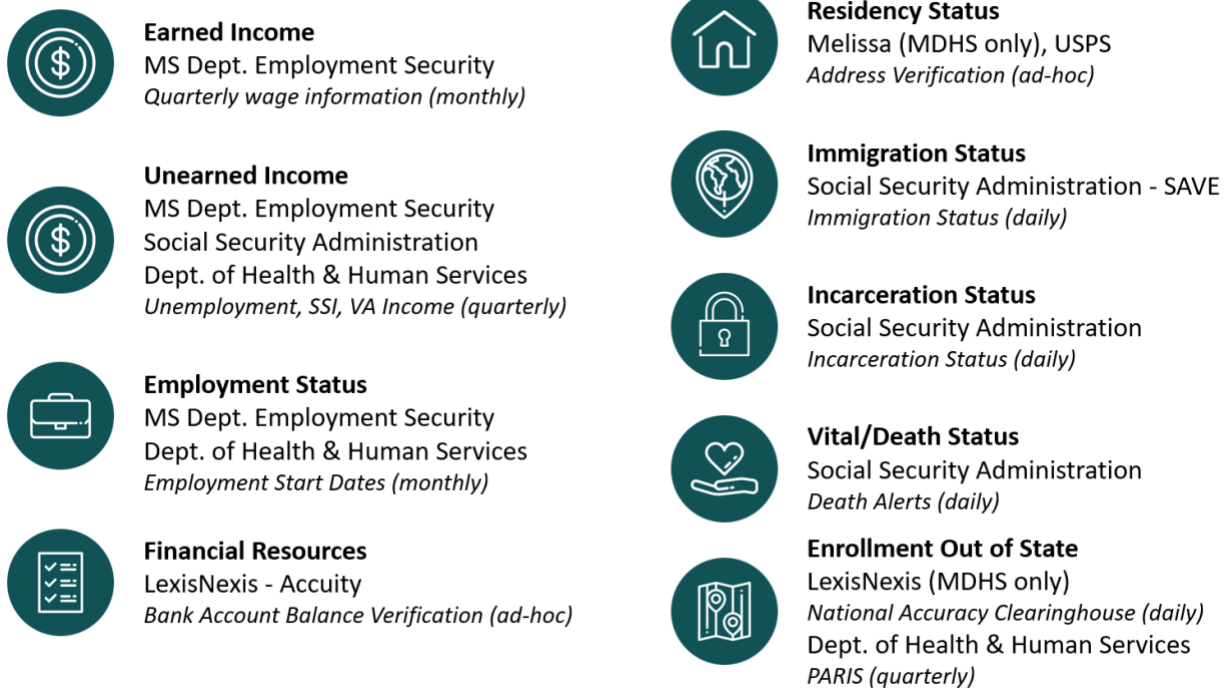 Earned Income
MS Dept. Employment Security
Quarterly wage information (monthly)
Unearned Income
MS Dept. Employment Security
Social Security Administration
Dept. of Health & Human Services
Unemployment, SSI, VA Income (quarterly)
Employment Status
MS Dept. Employment Security
Dept. of Health & Human Services
Employment Start Dates (monthly)
Financial Resources
LexisNexis - Accuity
Bank Account Balance Verification (ad-hoc)
Residency Status
Melissa (MDHS only), USPS
Address Verification (ad-hoc)
Immigration Status
Social Security Administration - SAVE
Immigration Status (daily)
Incarceration Status
Social Security Administration
Incarceration Status (daily)
Vital/Death Status
Social Security Administration
Death Alerts (daily)
Enrollment Out of State
LexisNexis (MDHS only)
National Accuracy Clearinghouse (daily)
Dept. of Health & Human Services
PARIS (quarterly)